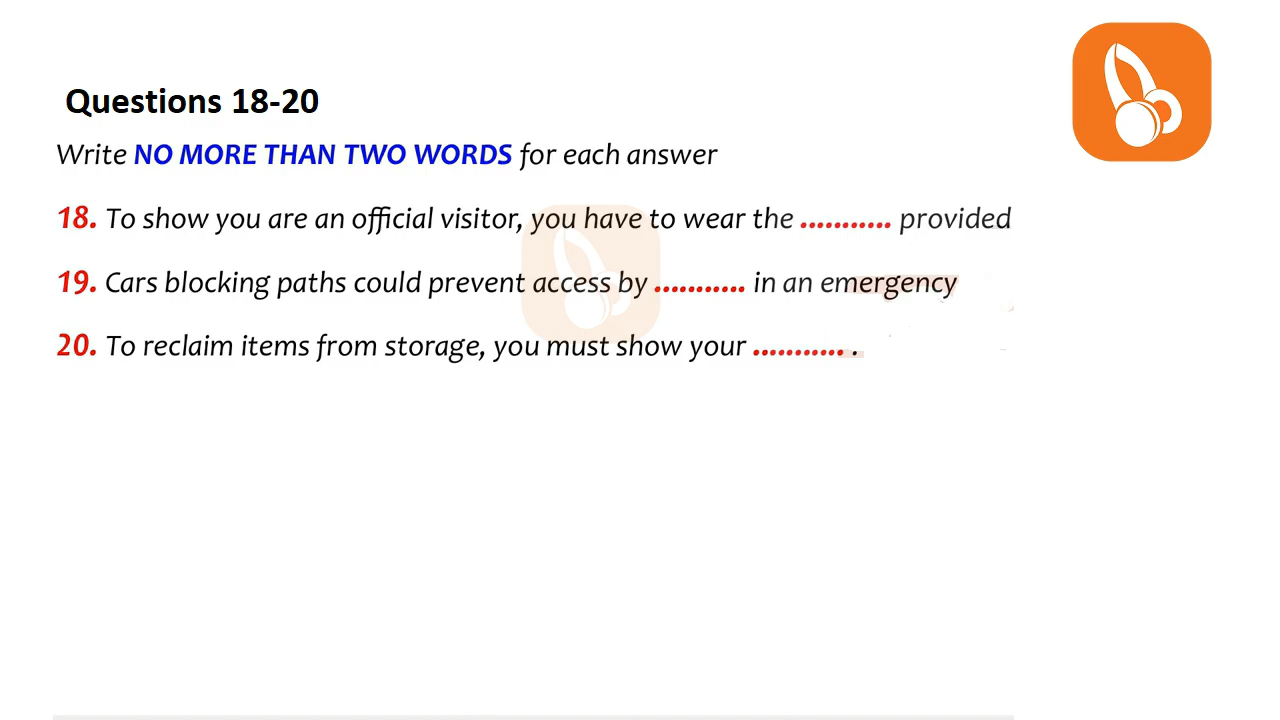 Questions 18-20
Write NO MORE THAN TWO WORDS for each answer
18. To show you are an official visitor, you have to wear the ........... provided
19. Cars blocking paths could prevent access by ........... in an emergency
20. To reclaim items from storage, you must show your ........... .